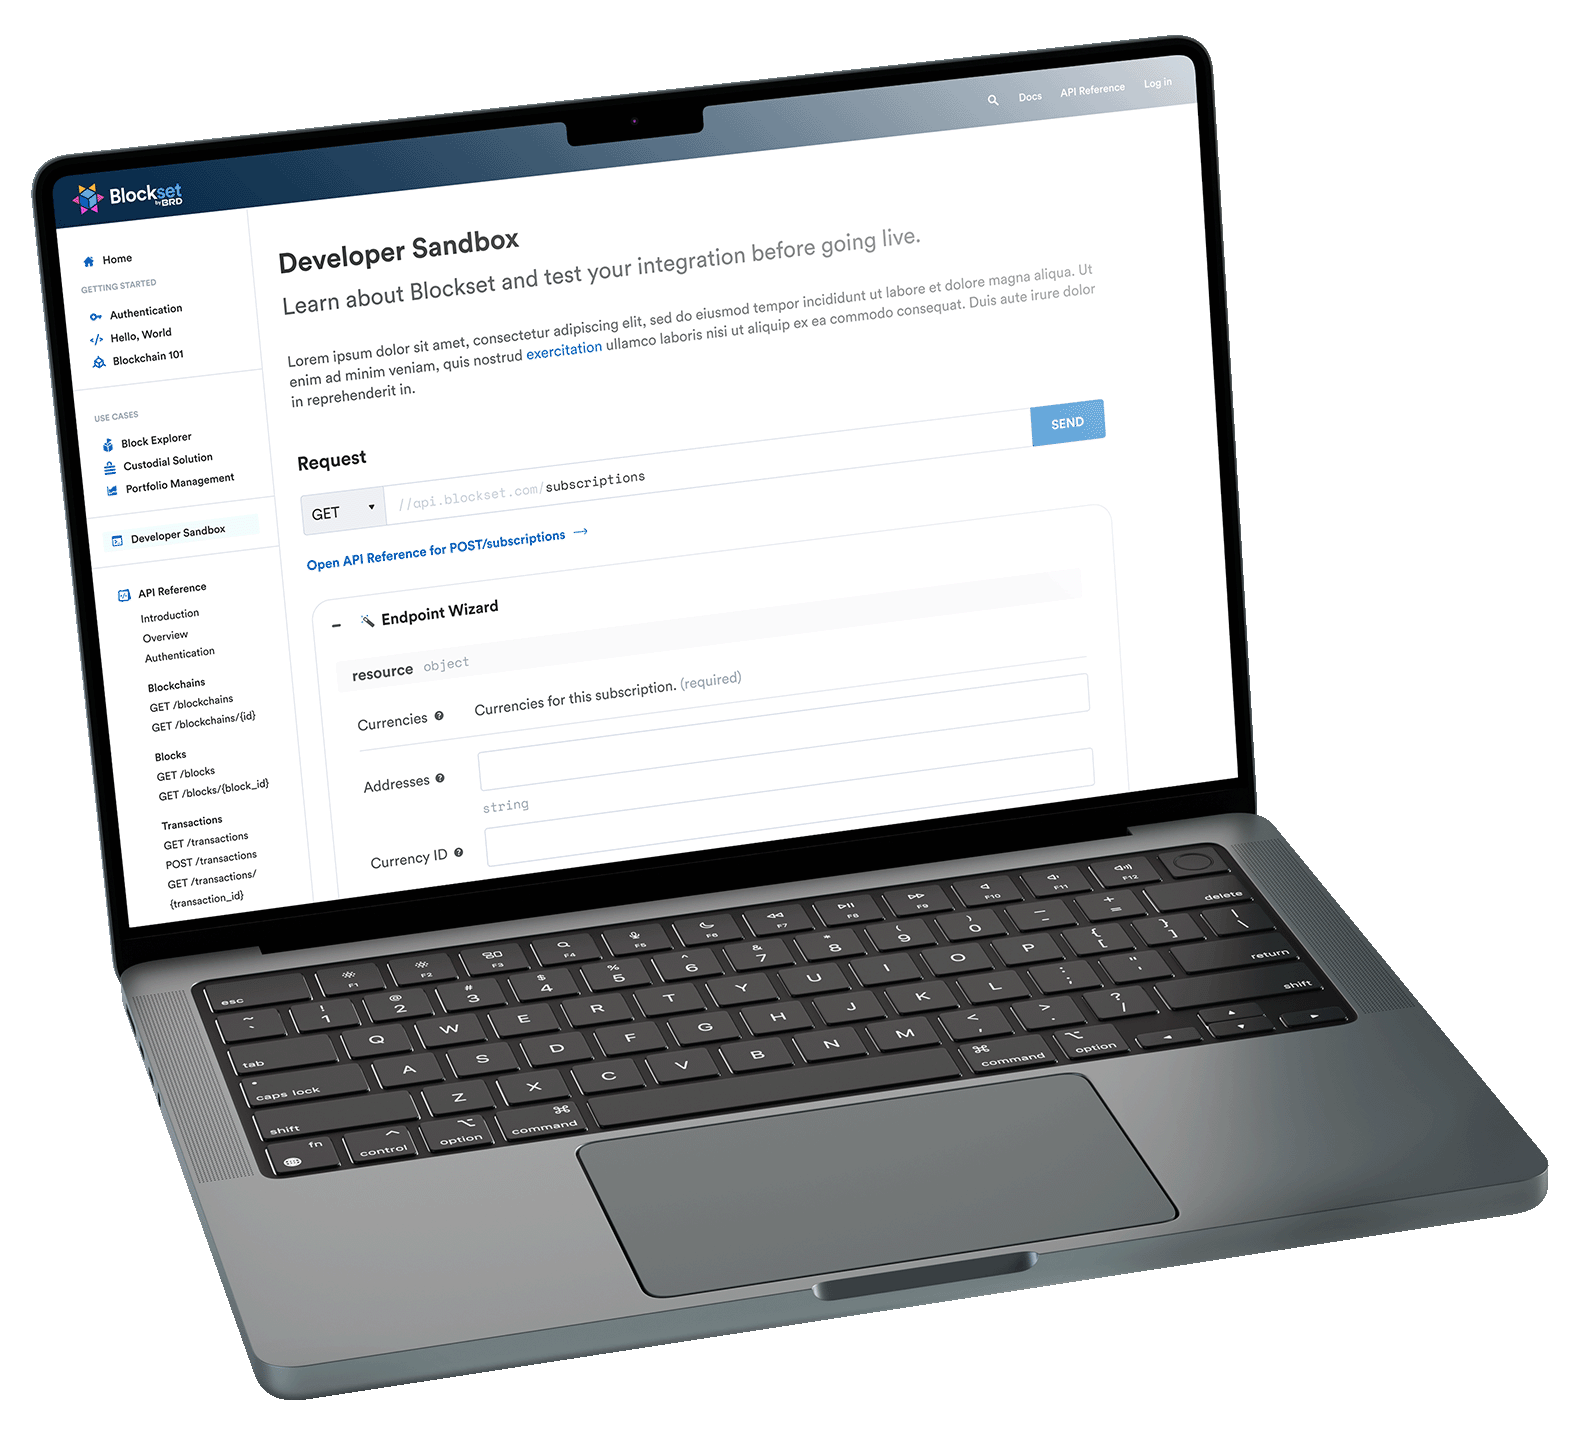 Blockset
by BRD
Docs
API Reference
Log in
Home
GETTING STARTED
Authentication
Hello, World
Blockchain 101
USE CASES
Block Explorer
Custodial Solution
Portfolio Management
Developer Sandbox
API Reference
Introduction
Overview
Authentication
Blockchains
GET /blockchains
GET /blockchains/{id}
Blocks
GET /blocks
GET /blocks/{block_id}
Transactions
GET /transactions
POST /transactions
GET /transactions/
{transaction_id}
Developer Sandbox
Learn about Blockset and test your integration before going live.
Lorem ipsum dolor sit amet, consectetur adipiscing elit, sed do eiusmod tempor incididunt ut labore et dolore magna aliqua. Ut
enim ad minim veniam, quis nostrud exercitation ullamco laboris nisi ut aliquip ex ea commodo consequat. Duis aute irure dolor
in reprehenderit in.
Request
GET //api.blockset.com/subscriptions SEND
Open API Reference for POST/subscriptions →
– Endpoint Wizard
resource object
Currencies Currencies for this subscription. (required)
Addresses
string
Currency ID
esc F1 F2 F3 F4 F5 F6 F7 F8 F9 F10 F11 F12
~ ` ! 1 @ 2 # 3 $ 4 % 5 ^ 6 & 7 * 8 ( 9 ) 0 _ - + = delete
tab Q W E R T Y U I O P { [ } ] | \
caps lock A S D F G H J K L : ; " ' return
shift Z X C V B N M < , > . ? / shift
fn control option command command option